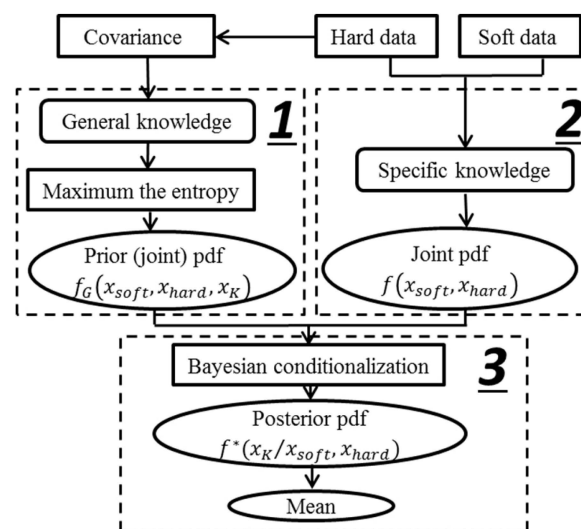 Covariance
Hard data
Soft data
General knowledge
1
Maximum the entropy
Prior (joint) pdf
f_G(x_soft, x_hard, x_K)
2
Specific knowledge
Joint pdf
f(x_soft, x_hard)
Bayesian conditionalization
3
Posterior pdf
f*(x_K/x_soft, x_hard)
Mean